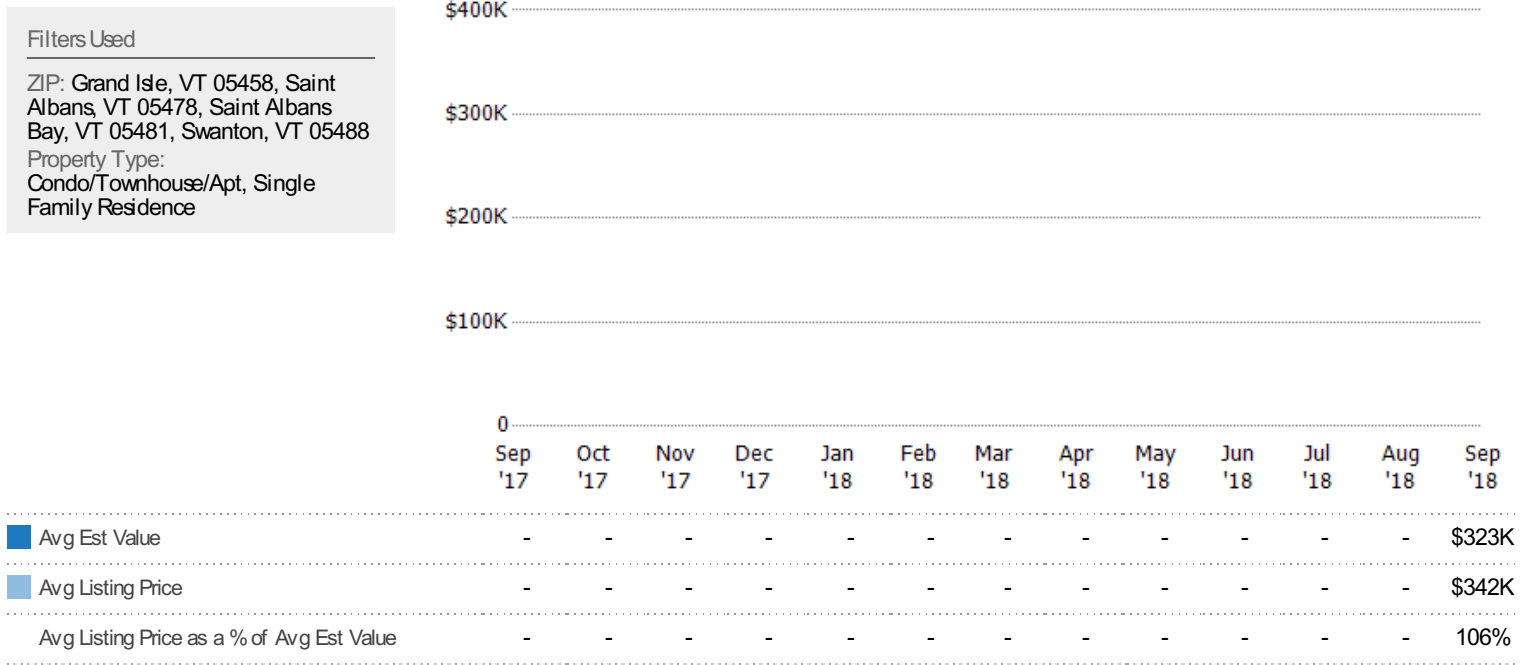 Filters Used
ZIP: Grand Isle, VT 05458, Saint
Albans, VT 05478, Saint Albans
Bay, VT 05481, Swanton, VT 05488
Property Type:
Condo/Townhouse/Apt, Single
Family Residence
$400K
$300K
$200K
$100K
0
Sep Oct Nov Dec Jan Feb Mar Apr May Jun Jul Aug Sep
'17 '17 '17 '17 '18 '18 '18 '18 '18 '18 '18 '18 '18
Avg Est Value - - - - - - - - - - - - $323K
Avg Listing Price - - - - - - - - - - - - $342K
Avg Listing Price as a % of Avg Est Value - - - - - - - - - - - - 106%